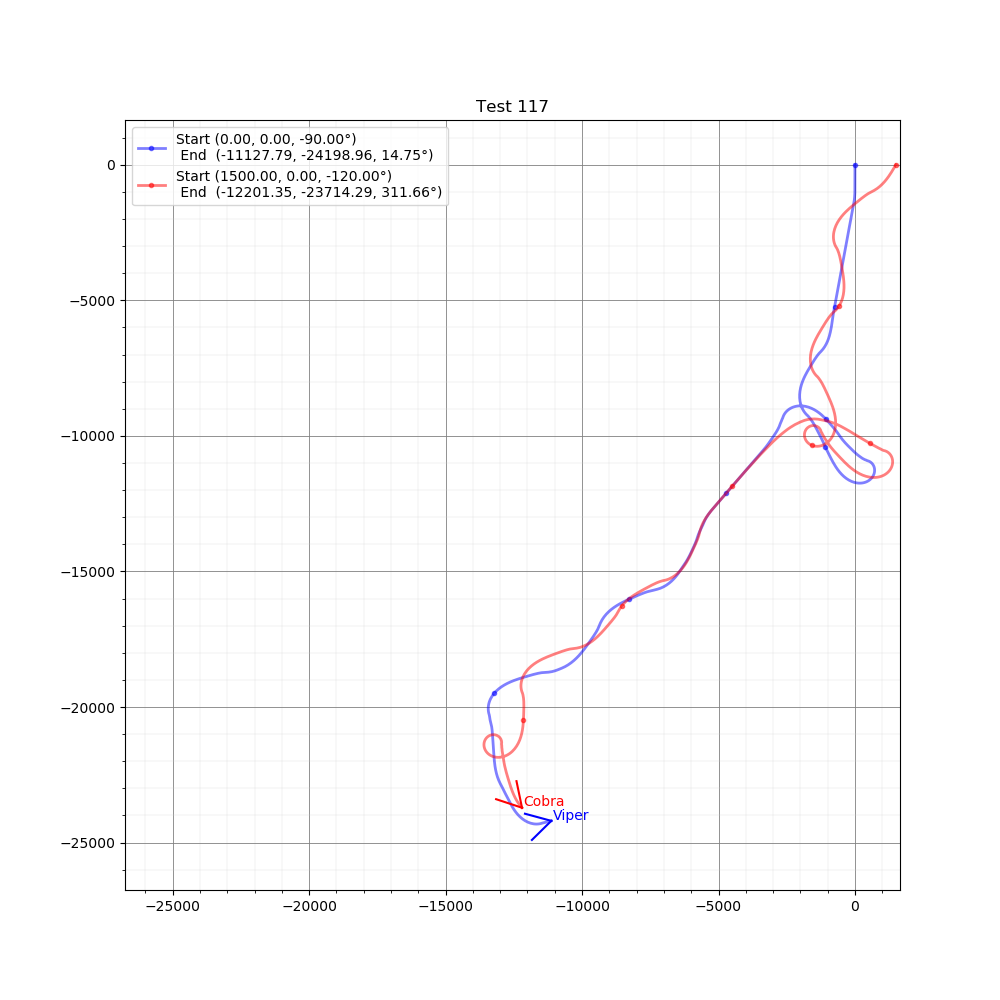 Test 117
Start (0.00, 0.00, -90.00°)
End  (-11127.79, -24198.96, 14.75°)
Start (1500.00, 0.00, -120.00°)
End  (-12201.35, -23714.29, 311.66°)
0
−5000
−10000
−15000
−20000
−25000
Cobra
Viper
−25000 −20000 −15000 −10000 −5000 0